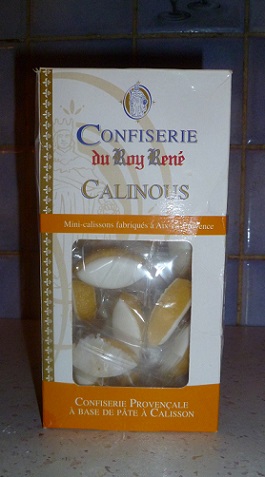 CONFISERIE
du Roy René
CALINOUS
Mini-calissons fabriqués à Aix-en-Provence
CONFISERIE PROVENÇALE
À BASE DE PÂTE À CALISSON